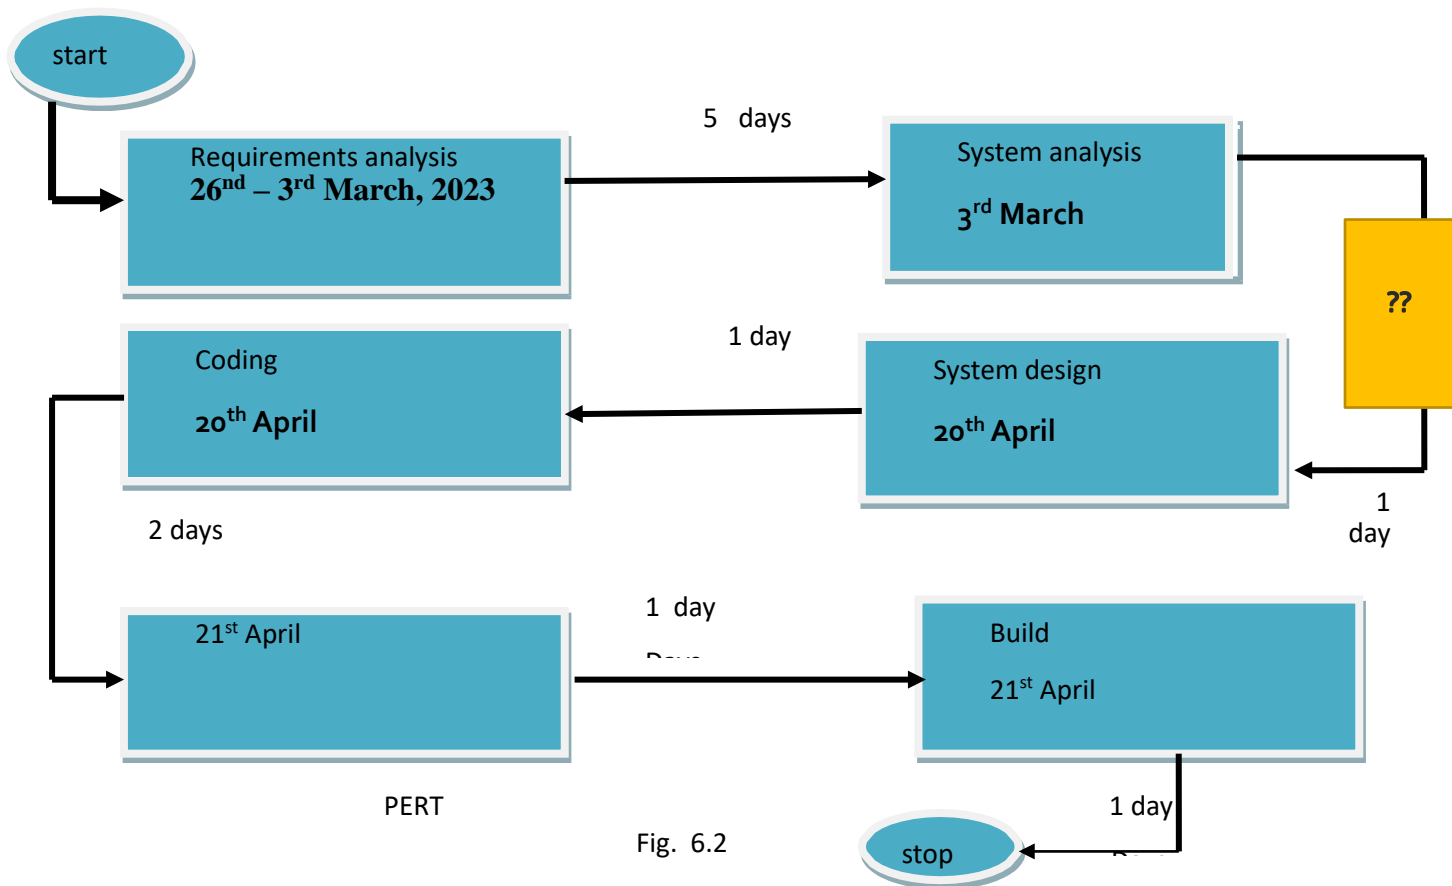 start
5 days
Requirements analysis
26nd – 3rd March, 2023
System analysis
3rd March
??
1 day
Coding
20th April
System design
20th April
2 days
1
day
1 day
21st April
Build
21st April
PERT
1 day
Fig. 6.2
stop